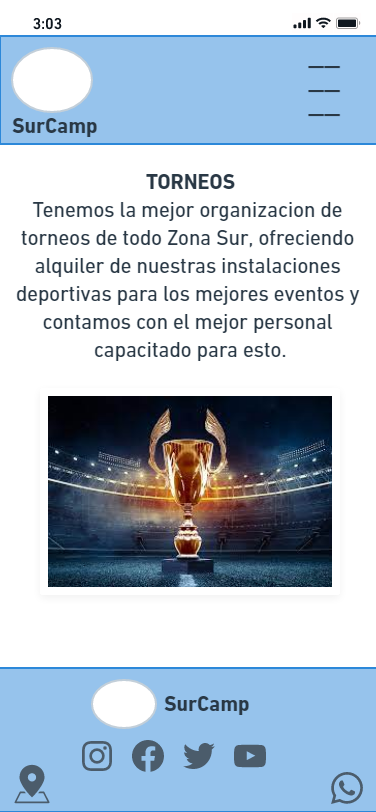 3:03
SurCamp
TORNEOS
Tenemos la mejor organizacion de
torneos de todo Zona Sur, ofreciendo
alquiler de nuestras instalaciones
deportivas para los mejores eventos y
contamos con el mejor personal
capacitado para esto.
SurCamp